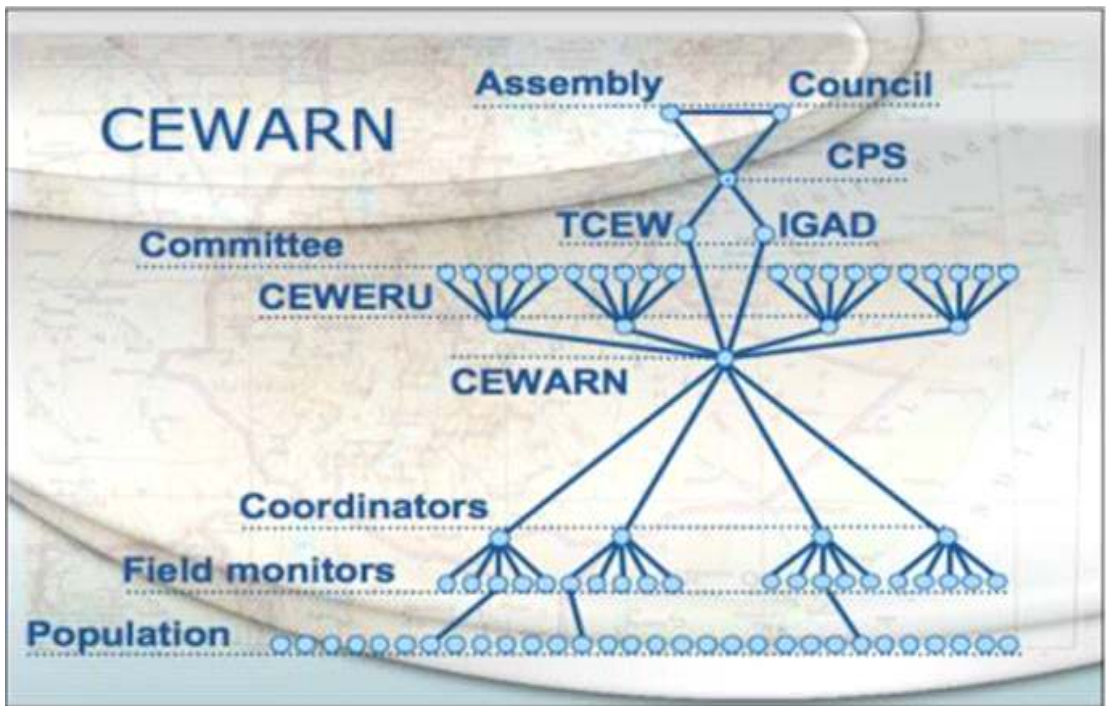 Assembly
Council
CEWARN
CPS
TCEW
IGAD
Committee
CEWERU
CEWARN
Coordinators
Field monitors
Population